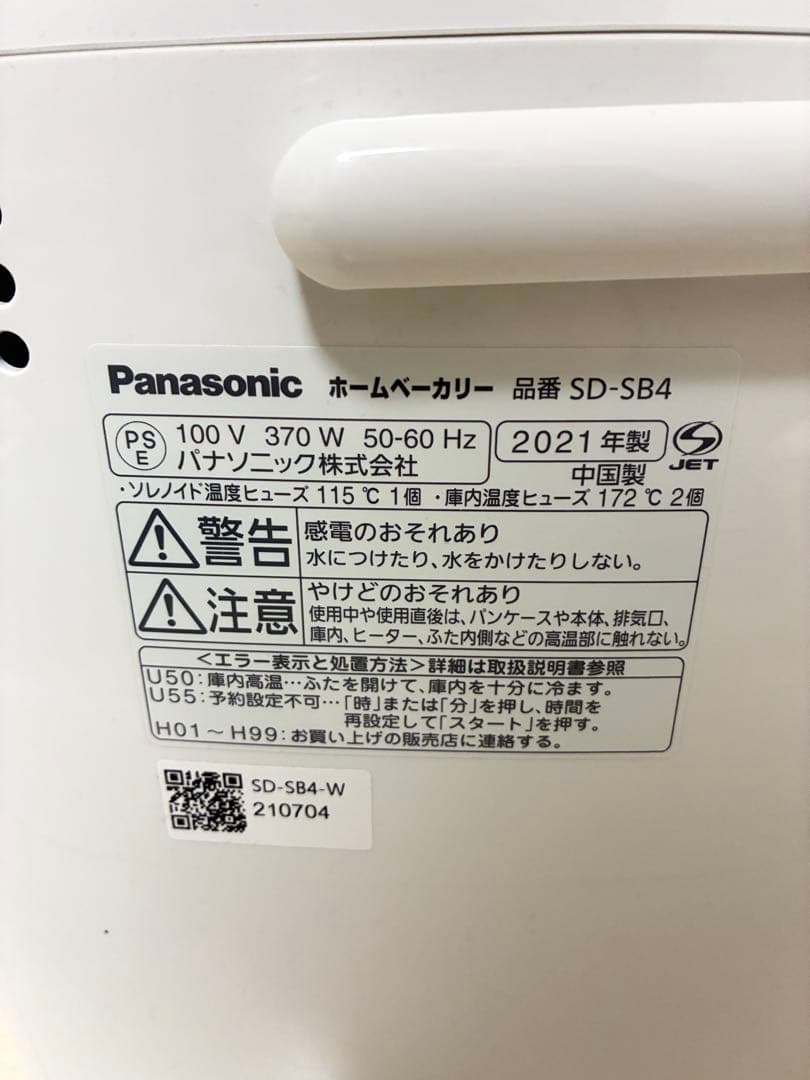 Panasonic ホームベーカリー 品番 SD-SB4
PS E 100 V 370 W 50-60 Hz 2021年製 S JET
パナソニック株式会社 中国製
・ソレノイド温度ヒューズ 115 ℃ 1個 ・庫内温度ヒューズ 172 ℃ 2個
警告 感電のおそれあり
水につけたり、水をかけたりしない。
注意 やけどのおそれあり
使用中や使用直後は、パンケースや本体、排気口、
庫内、ヒーター、ふた内側などの高温部に触れない。
<エラー表示と処置方法>詳細は取扱説明書参照
U50:庫内高温…ふたを開けて、庫内を十分に冷ます。
U55:予約設定不可…「時」または「分」を押し、時間を
再設定して「スタート」を押す。
H01～H99:お買い上げの販売店に連絡する。
SD-SB4-W
210704